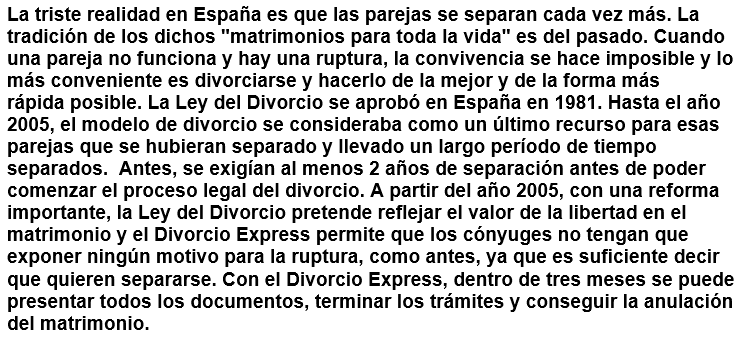 La triste realidad en España es que las parejas se separan cada vez más. La
tradición de los dichos "matrimonios para toda la vida" es del pasado. Cuando
una pareja no funciona y hay una ruptura, la convivencia se hace imposible y lo
más conveniente es divorciarse y hacerlo de la mejor y de la forma más
rápida posible. La Ley del Divorcio se aprobó en España en 1981. Hasta el año
2005, el modelo de divorcio se consideraba como un último recurso para esas
parejas que se hubieran separado y llevado un largo período de tiempo
separados.  Antes, se exigían al menos 2 años de separación antes de poder
comenzar el proceso legal del divorcio. A partir del año 2005, con una reforma
importante, la Ley del Divorcio pretende reflejar el valor de la libertad en el
matrimonio y el Divorcio Express permite que los cónyuges no tengan que
exponer ningún motivo para la ruptura, como antes, ya que es suficiente decir
que quieren separarse. Con el Divorcio Express, dentro de tres meses se puede
presentar todos los documentos, terminar los trámites y conseguir la anulación
del matrimonio.